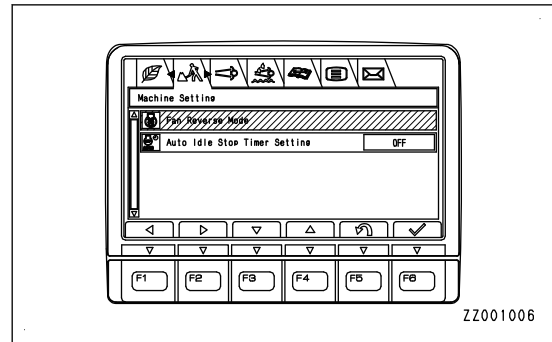 Machine Setting
Fan Reverse Mode
Auto Idle Stop Timer Setting OFF
F1 F2 F3 F4 F5 F6
ZZ001006